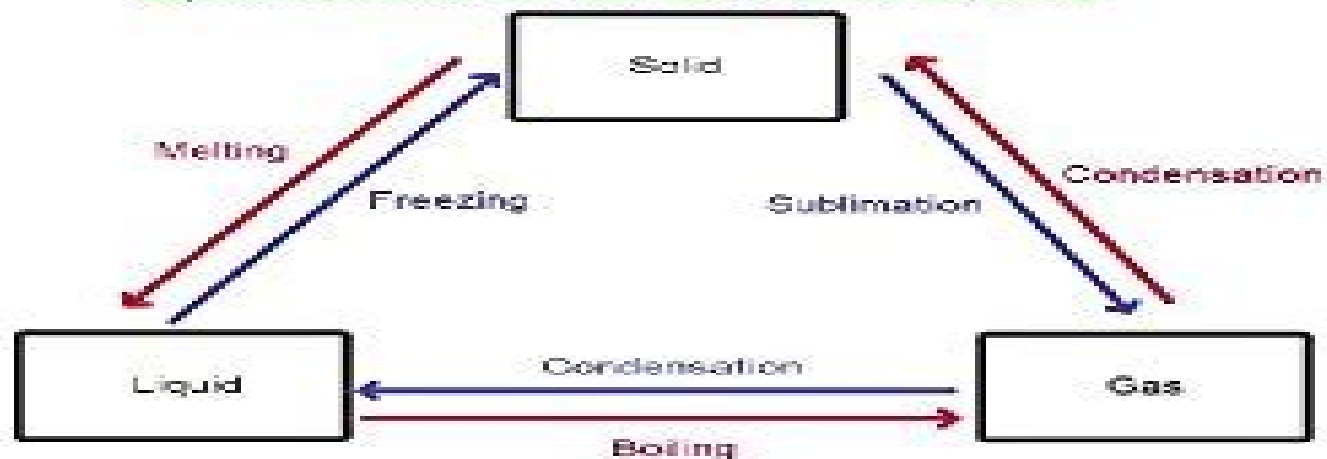 Solid
Melting
Freezing
Sublimation
Condensation
Liquid
Condensation
Gas
Boiling